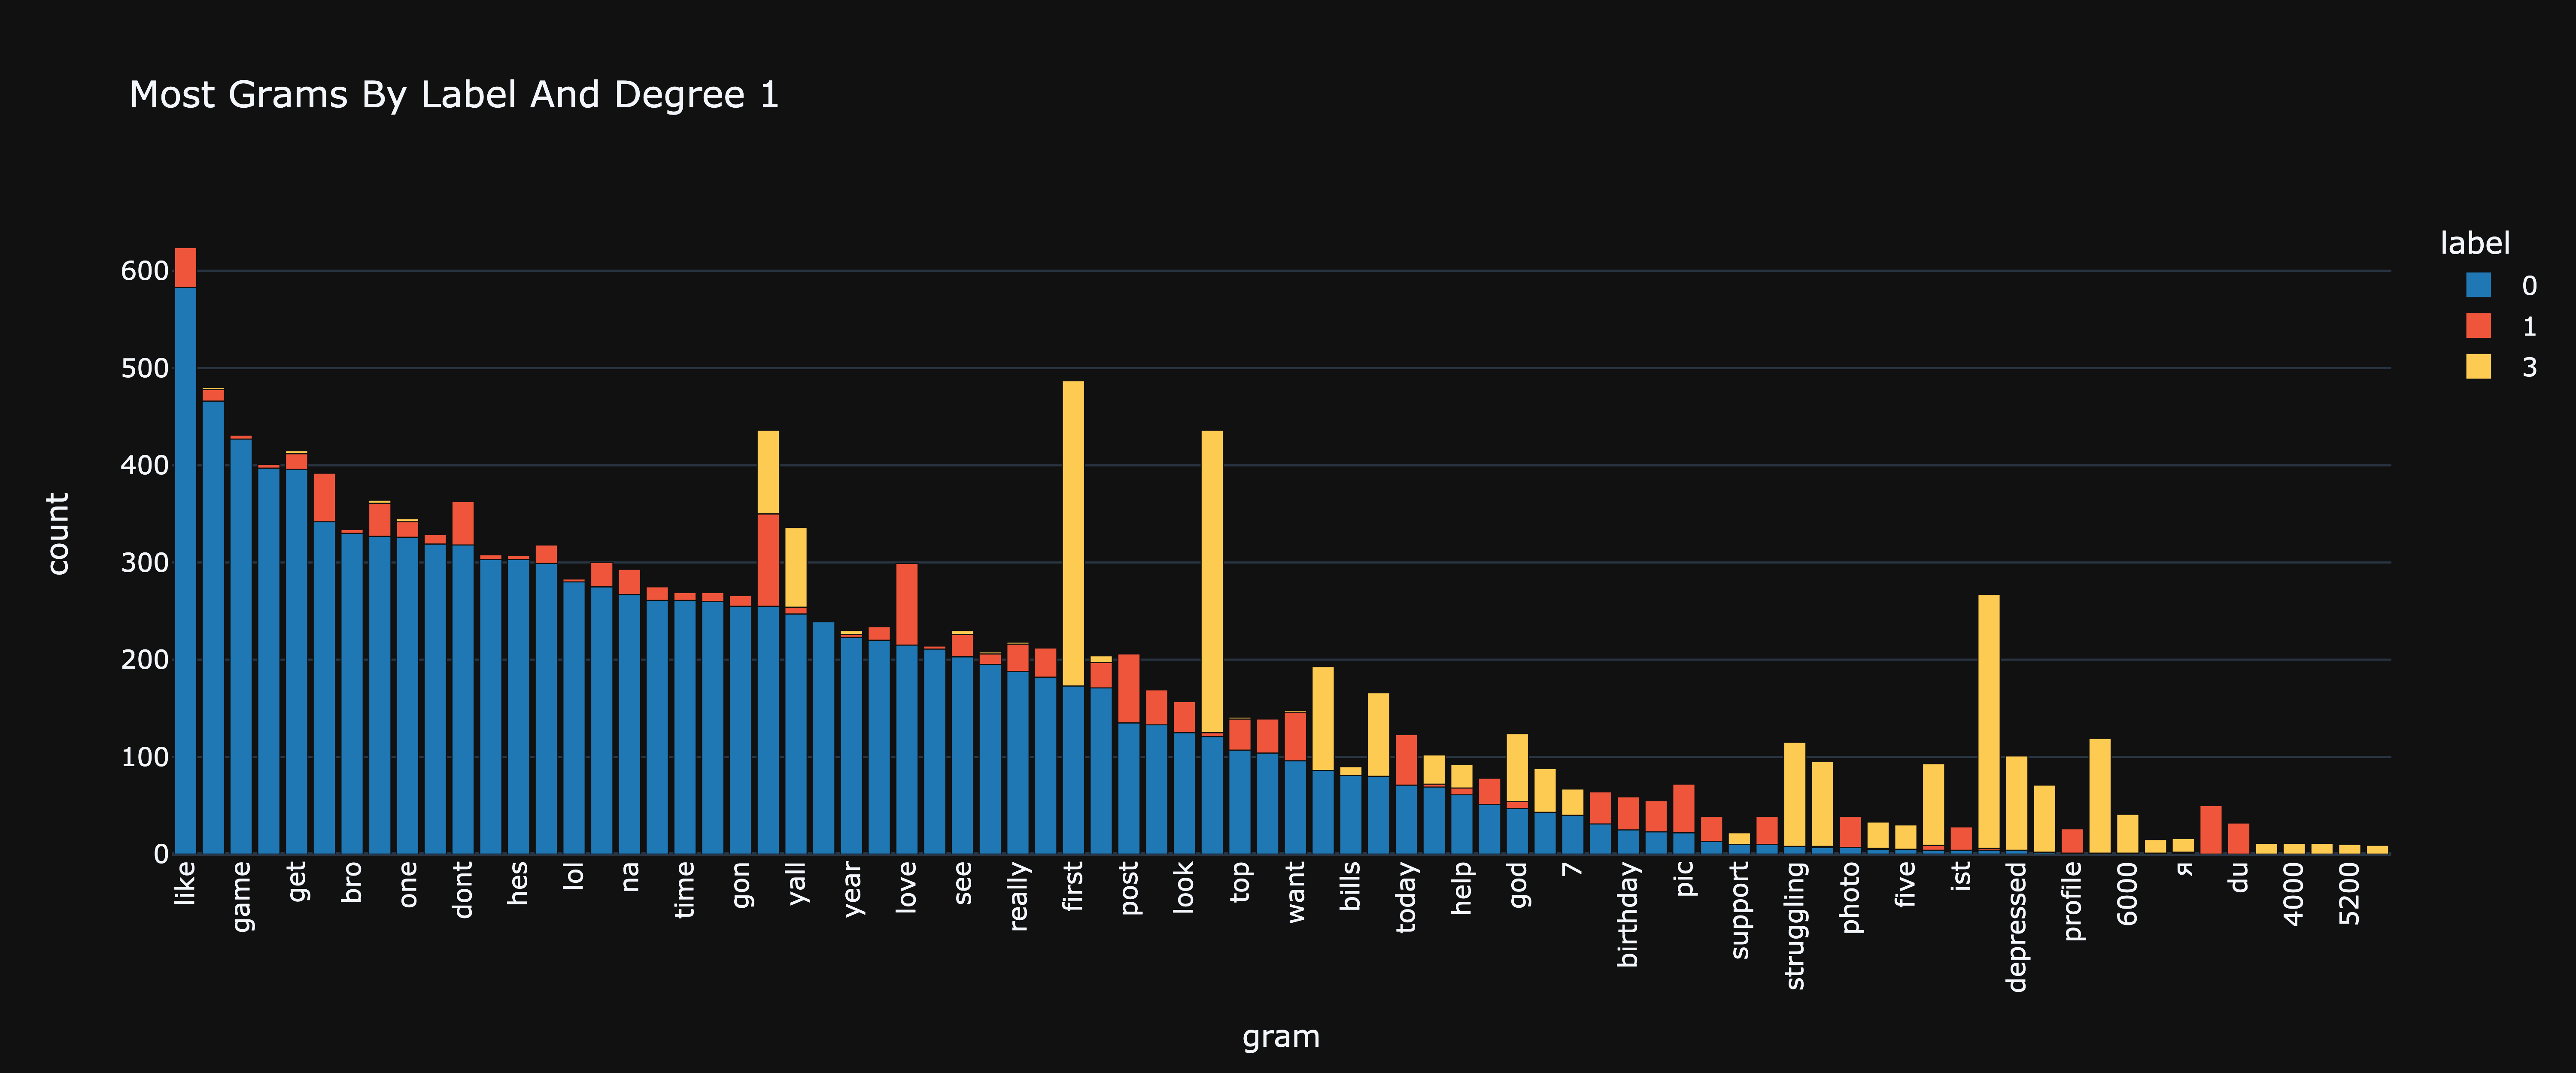 Most Grams By Label And Degree 1
label
0
1
3
count
600
500
400
300
200
100
0
like
game
get
bro
one
dont
hes
lol
na
time
gon
yall
year
love
see
really
first
post
look
top
want
bills
today
help
god
7
birthday
pic
support
struggling
photo
five
ist
depressed
profile
6000
я
du
4000
5200
gram